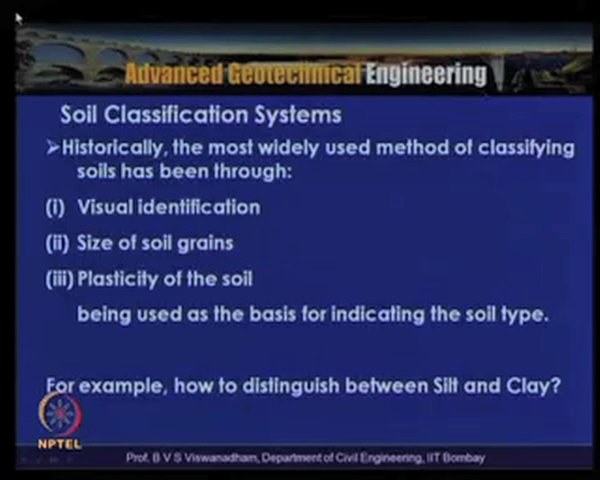 Advanced Geotechnical Engineering
Soil Classification Systems
➢Historically, the most widely used method of classifying
soils has been through:
(i) Visual identification
(ii) Size of soil grains
(iii) Plasticity of the soil
being used as the basis for indicating the soil type.
For example, how to distinguish between Silt and Clay?
NPTEL
Prof. B V S Viswanadham, Department of Civil Engineering, IIT Bombay